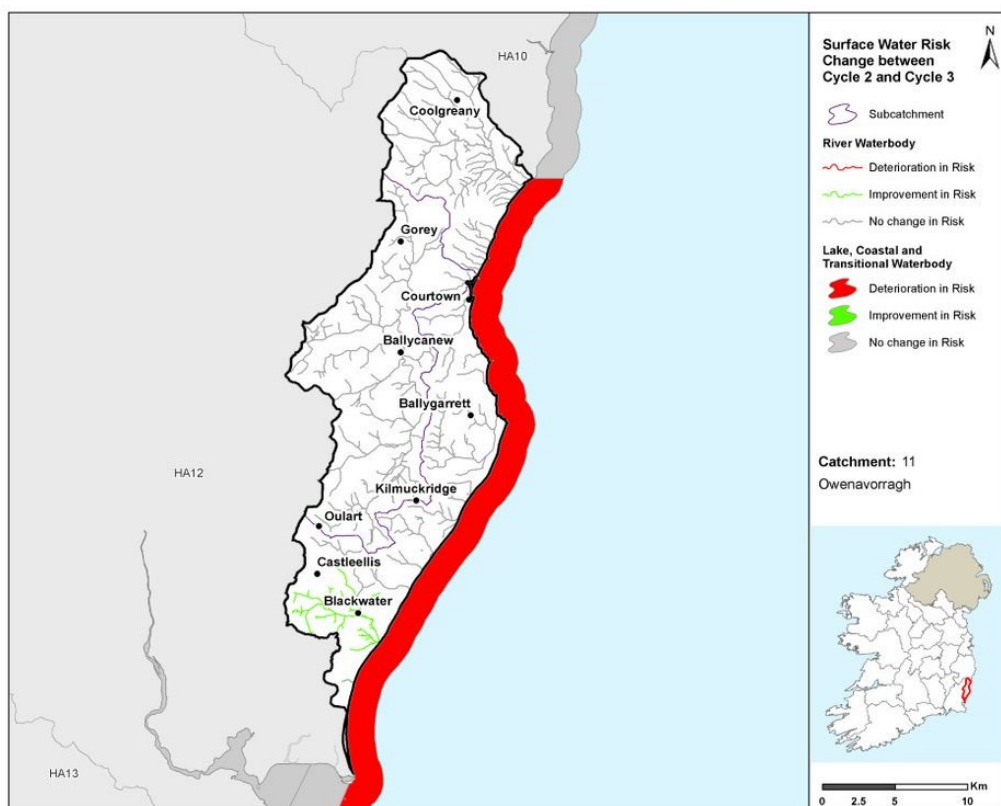 HA10
Coolgreany
Gorey
Courtown
Ballycanew
Ballygarrett
HA12
Kilmuckridge
Oulart
Castleellis
Blackwater
HA13
Surface Water Risk
Change between
Cycle 2 and Cycle 3
N
Subcatchment
River Waterbody
Deterioration in Risk
Improvement in Risk
No change in Risk
Lake, Coastal and
Transitional Waterbody
Deterioration in Risk
Improvement in Risk
No change in Risk
Catchment: 11
Owenavorragh
Km
0 2.5 5 10